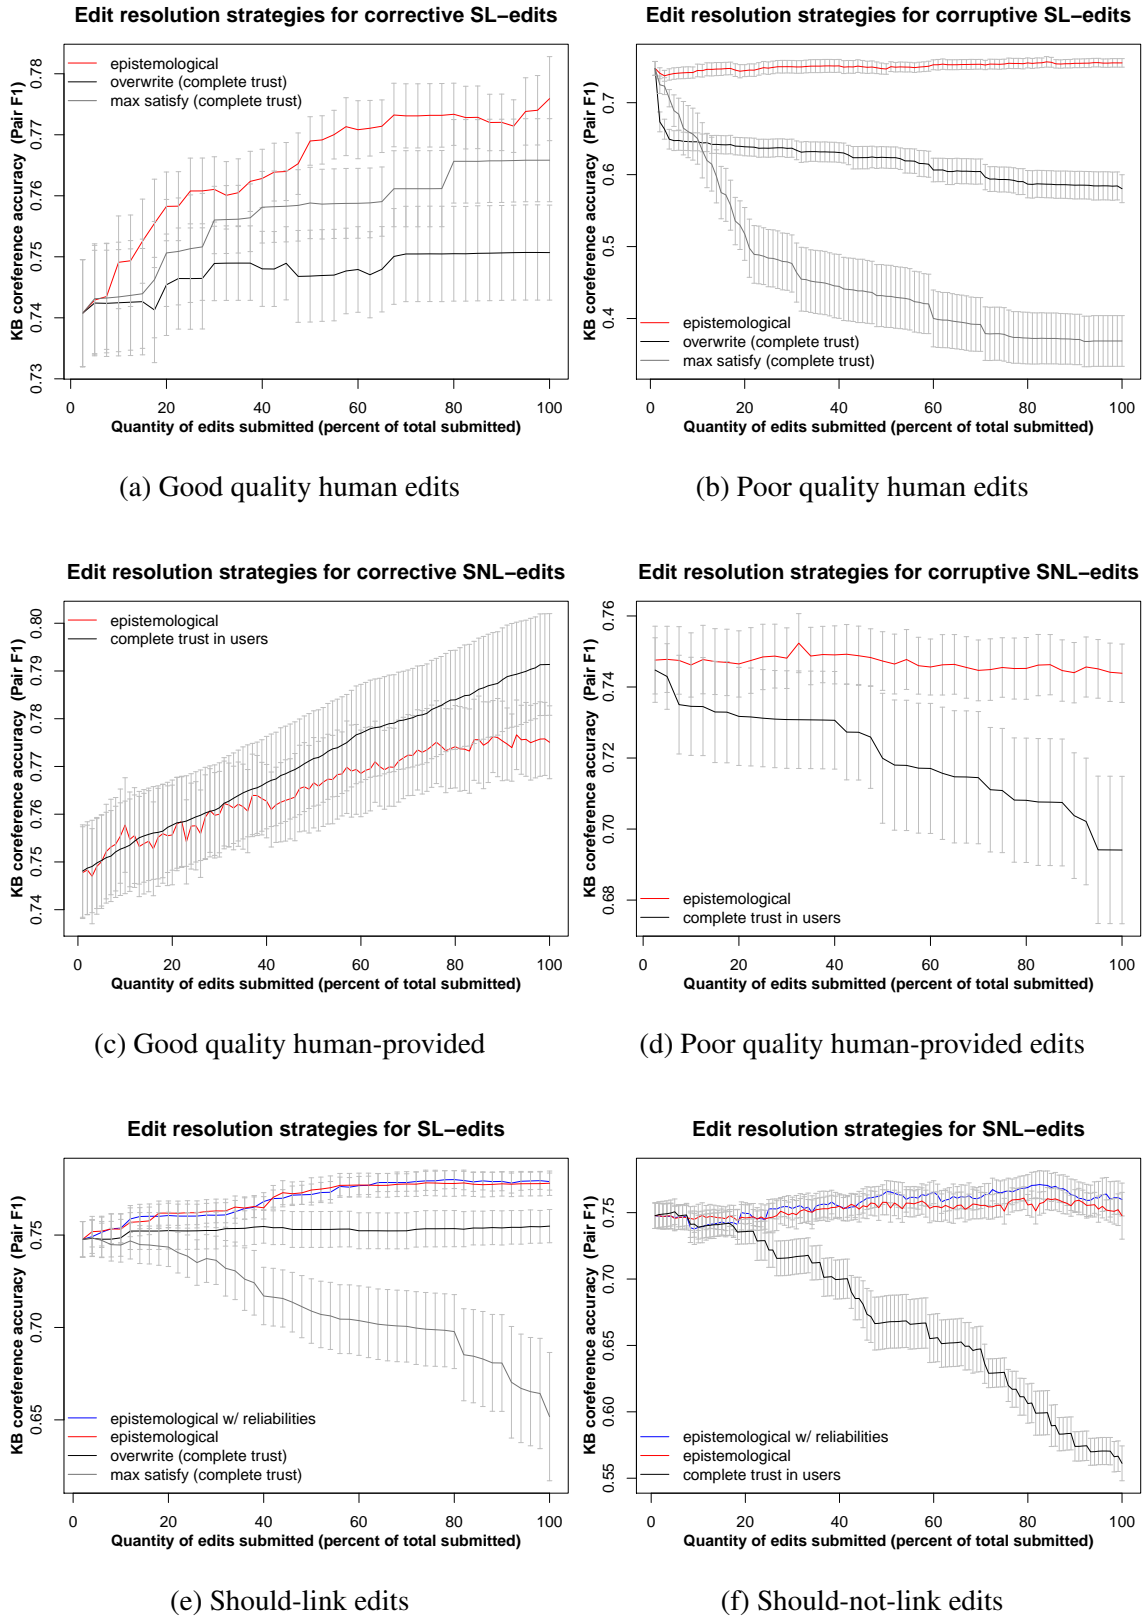 Edit resolution strategies for corrective SL−edits
KB coreference accuracy (Pair F1)
0.78
0.77
0.76
0.75
0.74
0.73
epistemological
overwrite (complete trust)
max satisfy (complete trust)
0 20 40 60 80 100
Quantity of edits submitted (percent of total submitted)
(a) Good quality human edits
Edit resolution strategies for corruptive SL−edits
KB coreference accuracy (Pair F1)
0.7
0.6
0.5
0.4
epistemological
overwrite (complete trust)
max satisfy (complete trust)
0 20 40 60 80 100
Quantity of edits submitted (percent of total submitted)
(b) Poor quality human edits
Edit resolution strategies for corrective SNL−edits
KB coreference accuracy (Pair F1)
0.80
0.79
0.78
0.77
0.76
0.75
0.74
epistemological
complete trust in users
0 20 40 60 80 100
Quantity of edits submitted (percent of total submitted)
(c) Good quality human-provided
Edit resolution strategies for corruptive SNL−edits
KB coreference accuracy (Pair F1)
0.76
0.74
0.72
0.70
0.68
epistemological
complete trust in users
0 20 40 60 80 100
Quantity of edits submitted (percent of total submitted)
(d) Poor quality human-provided edits
Edit resolution strategies for SL−edits
KB coreference accuracy (Pair F1)
0.75
0.70
0.65
epistemological w/ reliabilities
epistemological
overwrite (complete trust)
max satisfy (complete trust)
0 20 40 60 80 100
Quantity of edits submitted (percent of total submitted)
(e) Should-link edits
Edit resolution strategies for SNL−edits
KB coreference accuracy (Pair F1)
0.75
0.70
0.65
0.60
0.55
epistemological w/ reliabilities
epistemological
complete trust in users
0 20 40 60 80 100
Quantity of edits submitted (percent of total submitted)
(f) Should-not-link edits